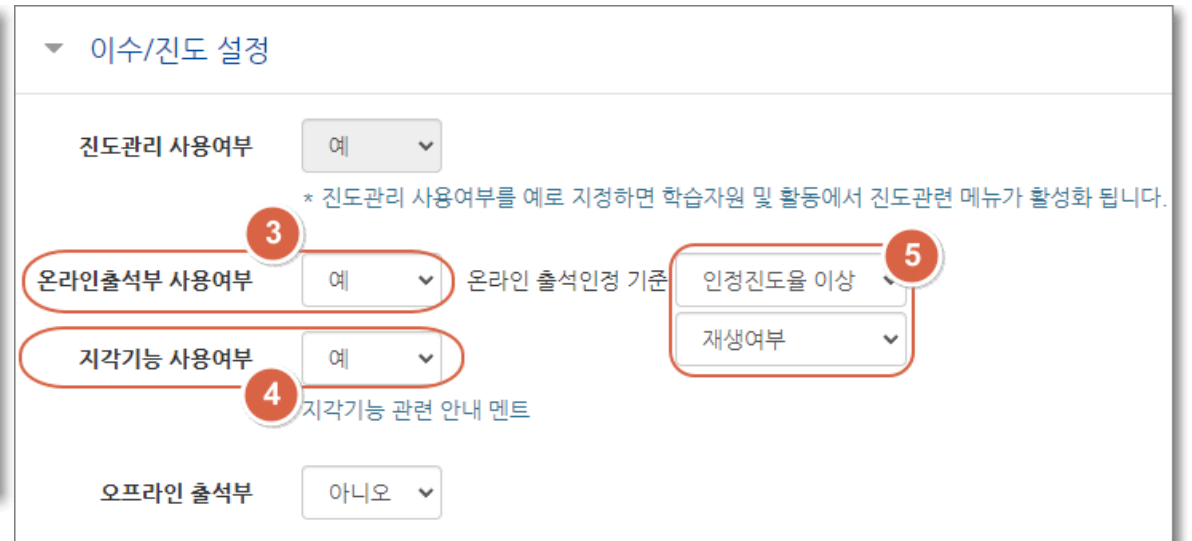 이수/진도 설정
진도관리 사용여부 예
* 진도관리 사용여부를 예로 지정하면 학습자원 및 활동에서 진도관련 메뉴가 활성화 됩니다.
3
5
온라인출석부 사용여부 예 온라인 출석인정 기준 인정진도율 이상
지각기능 사용여부 예 재생여부
4
지각기능 관련 안내 멘트
오프라인 출석부 아니오